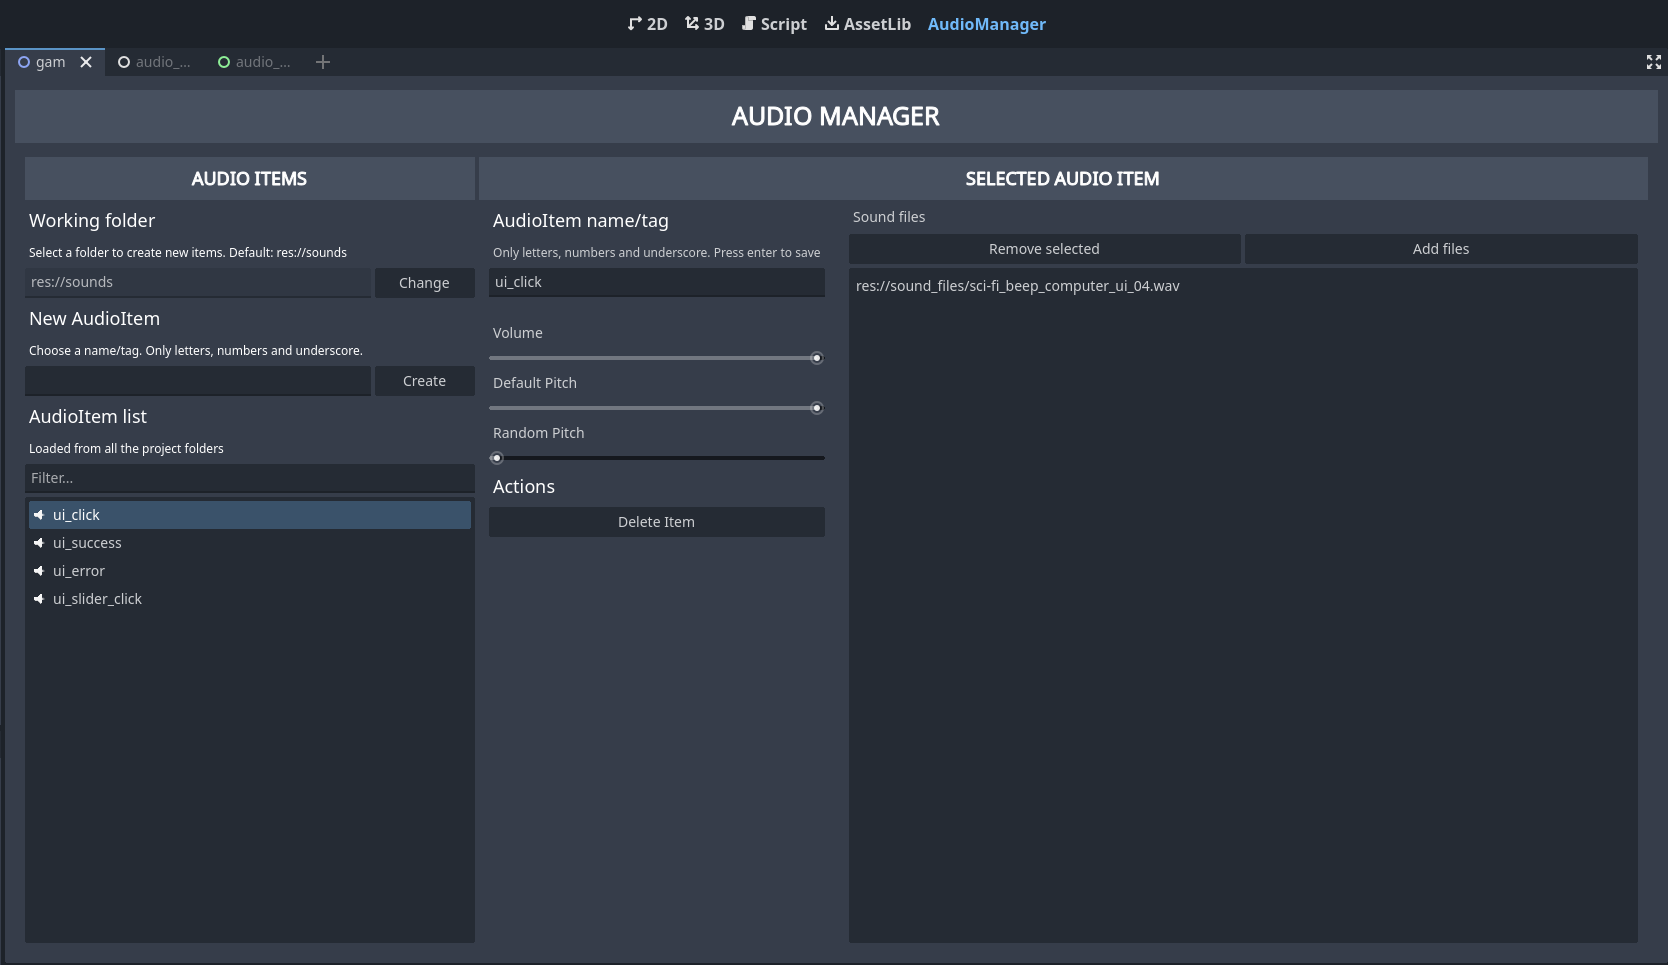 2D 3D Script AssetLib AudioManager
gam audio_... audio_...
AUDIO MANAGER
AUDIO ITEMS
Working folder
Select a folder to create new items. Default: res://sounds
res://sounds Change
New AudioItem
Choose a name/tag. Only letters, numbers and underscore.
Create
AudioItem list
Loaded from all the project folders
Filter...
ui_click
ui_success
ui_error
ui_slider_click
SELECTED AUDIO ITEM
AudioItem name/tag
Only letters, numbers and underscore. Press enter to save
ui_click
Volume
Default Pitch
Random Pitch
Actions
Delete Item
Sound files
Remove selected Add files
res://sound_files/sci-fi_beep_computer_ui_04.wav